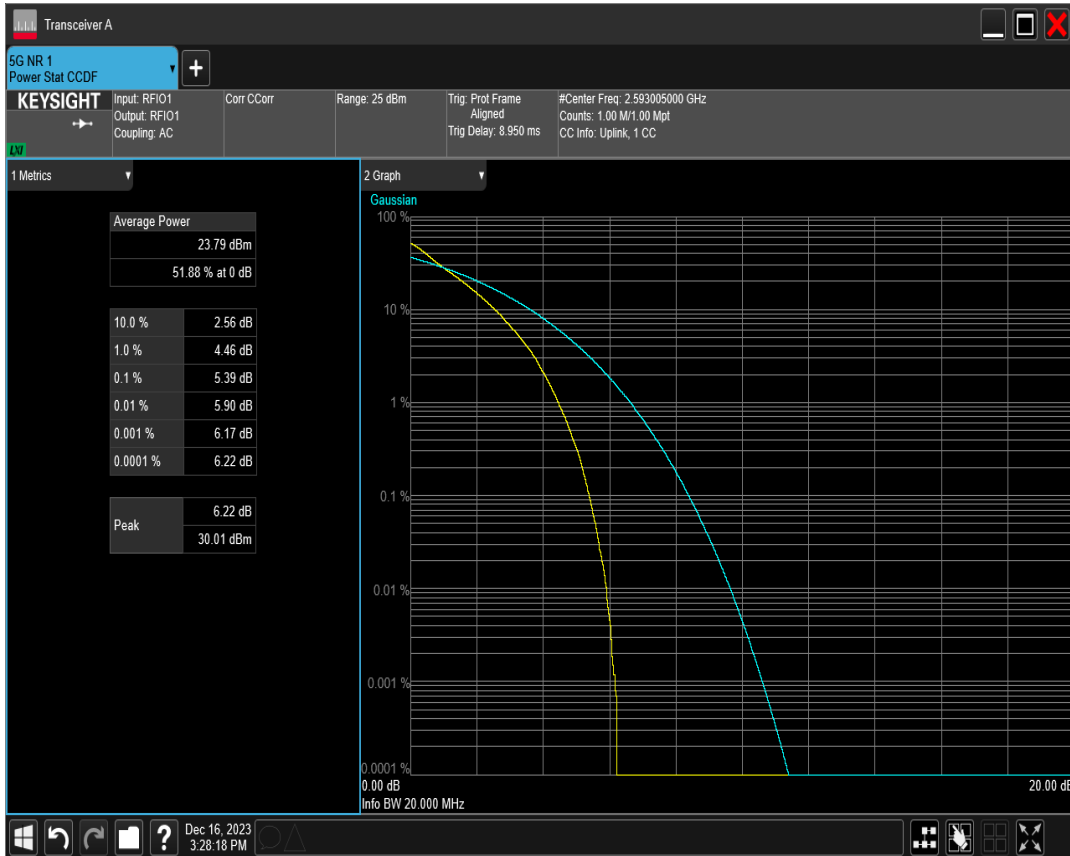 Transceiver A
5G NR 1
Power Stat CCDF
KEYSIGHT
LXI
Input: RFIO1
Output: RFIO1
Coupling: AC
Corr CCorr
Range: 25 dBm
Trig: Prot Frame
Aligned
Trig Delay: 8.950 ms
#Center Freq: 2.593005000 GHz
Counts: 1.00 M/1.00 Mpt
CC Info: Uplink, 1 CC
1 Metrics
Average Power
23.79 dBm
51.88 % at 0 dB
10.0 % 2.56 dB
1.0 % 4.46 dB
0.1 % 5.39 dB
0.01 % 5.90 dB
0.001 % 6.17 dB
0.0001 % 6.22 dB
Peak 6.22 dB
30.01 dBm
2 Graph
Gaussian
100 %
10 %
1 %
0.1 %
0.01 %
0.001 %
0.0001 %
0.00 dB 20.00 dB
Info BW 20.000 MHz
? Dec 16, 2023
3:28:18 PM